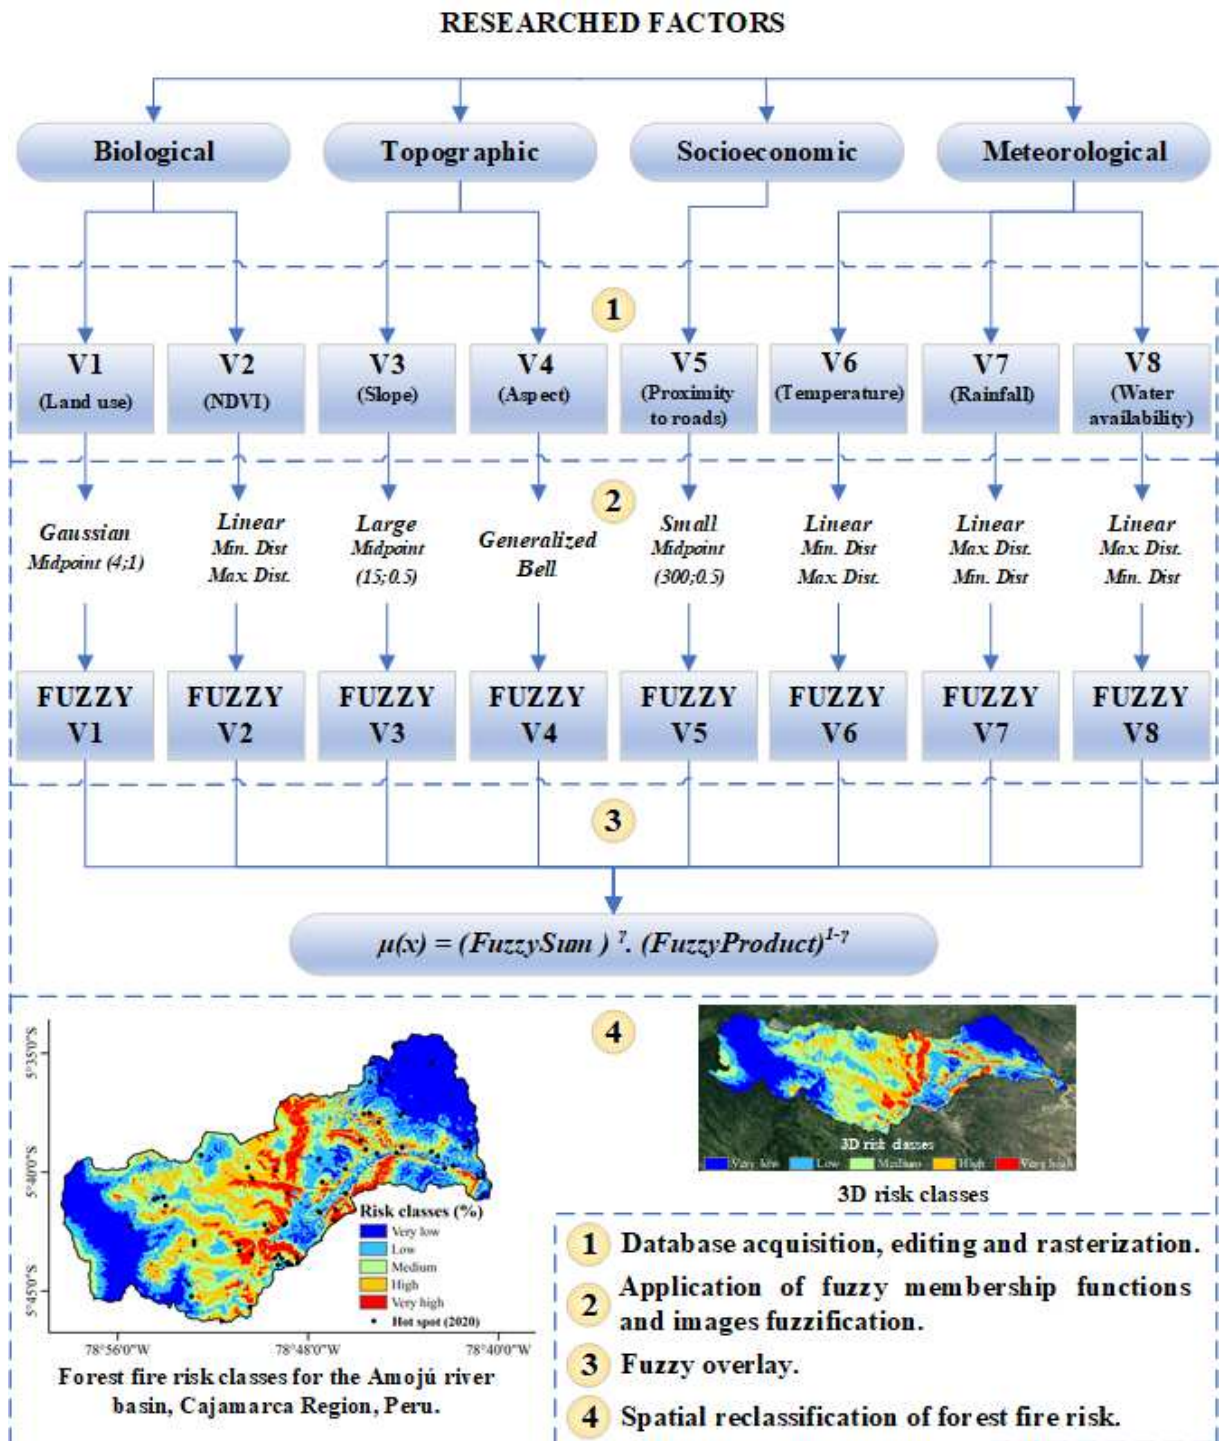 RESEARCHED FACTORS
Biological
Topographic
Socioeconomic
Meteorological
1
V1
(Land use)
V2
(NDVI)
V3
(Slope)
V4
(Aspect)
V5
(Proximity
to roads)
V6
(Temperature)
V7
(Rainfall)
V8
(Water
availability)
2
Gaussian
Midpoint (4;1)
Linear
Min. Dist
Max. Dist.
Large
Midpoint
(15;0.5)
Generalized
Bell
Small
Midpoint
(300;0.5)
Linear
Min. Dist
Max. Dist.
Linear
Max. Dist.
Min. Dist
Linear
Max. Dist.
Min. Dist
FUZZY
V1
FUZZY
V2
FUZZY
V3
FUZZY
V4
FUZZY
V5
FUZZY
V6
FUZZY
V7
FUZZY
V8
3
μ(x) = (FuzzySum ) ?. (FuzzyProduct)1-?
4
5°35'0"S
5°40'0"S
5°45'0"S
78°56'0"W
78°48'0"W
78°40'0"W
Risk classes (%)
Very low
Low
Medium
High
Very high
Hot spot (2020)
Forest fire risk classes for the Amojú river
basin, Cajamarca Region, Peru.
3D risk classes
Very low
Low
Medium
High
Very high
3D risk classes
1 Database acquisition, editing and rasterization.
2 Application of fuzzy membership functions
and images fuzzification.
3 Fuzzy overlay.
4 Spatial reclassification of forest fire risk.